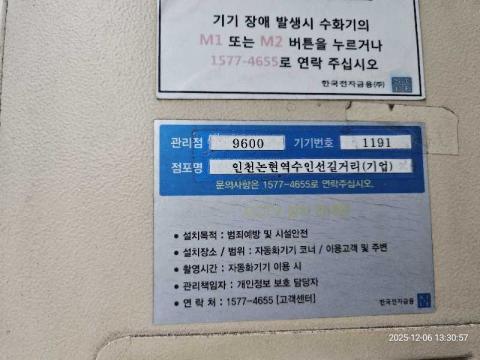 기기 장애 발생시 수화기의
M1 또는 M2 버튼을 누르거나
1577-4655로 연락 주십시오
한국전자금융(주)
관리점 9600 기기번호 1191
점포명 인천논현역수인선길거리(기업)
문의사항은 1577-4655로 연락주십시오.
• 설치목적 : 범죄예방 및 시설안전
• 설치장소 / 범위 : 자동화기기 코너 / 이용고객 및 주변
• 촬영시간 : 자동화기기 이용 시
• 관리책임자 : 개인정보 보호 담당자
• 연 락 처 : 1577-4655 [고객센터]
한국전자금융
2025-12-06 13:30:57